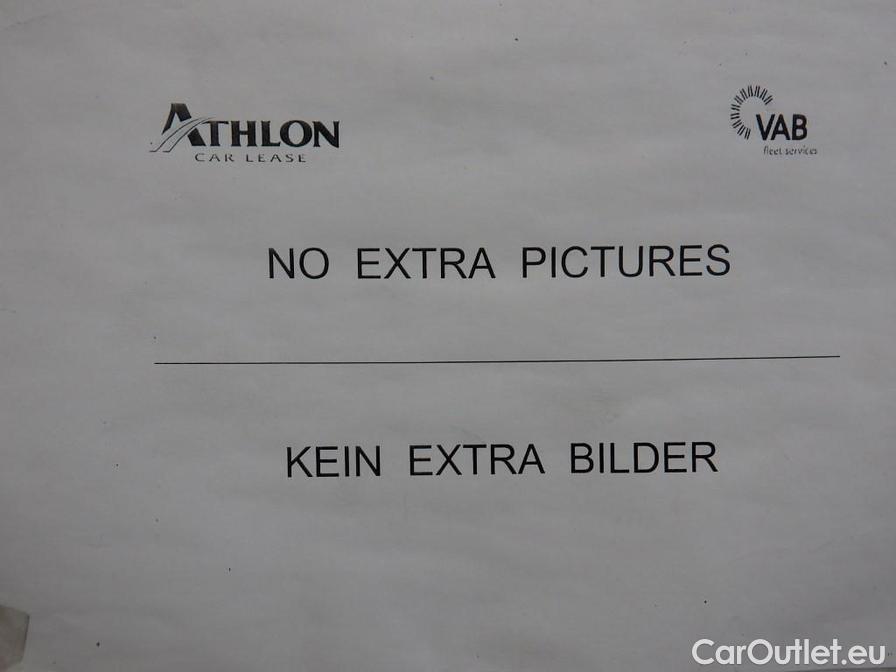 ATHLON
CAR LEASE
VAB
fleet services
NO EXTRA PICTURES
KEIN EXTRA BILDER
CarOutlet.eu